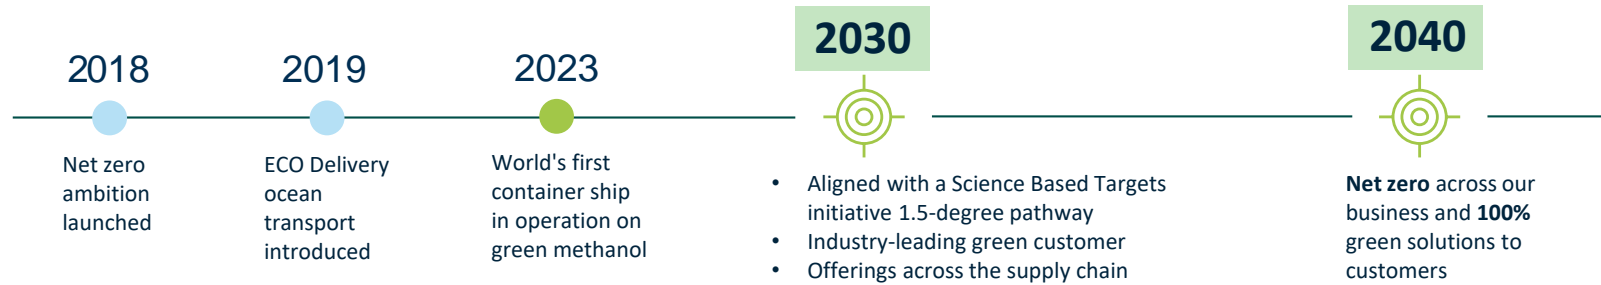 2018
Net zero
ambition
launched
2019
ECO Delivery
ocean
transport
introduced
2023
World's first
container ship
in operation on
green methanol
2030
• Aligned with a Science Based Targets
initiative 1.5-degree pathway
• Industry-leading green customer
• Offerings across the supply chain
2040
Net zero across our
business and 100%
green solutions to
customers